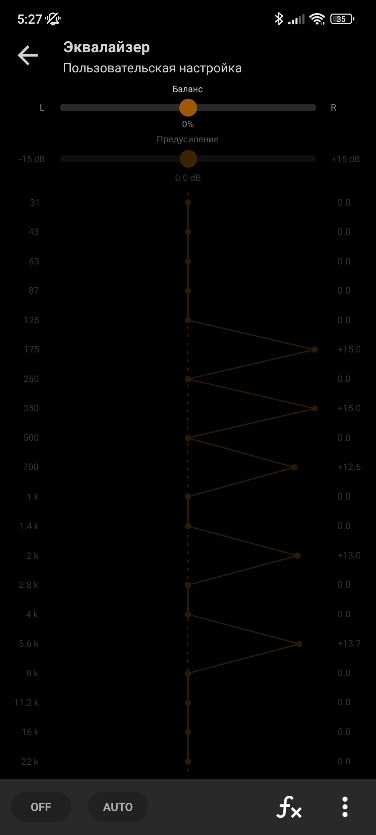 5:27
35
Эквалайзер
Пользовательская настройка
Баланс
L R
0%
Предусиление
-15 dB +15 dB
0.0 dB
31 0.0
43 0.0
63 0.0
87 0.0
125 0.0
175 +15.0
250 0.0
350 +15.0
500 0.0
700 +12.6
1 k 0.0
1.4 k 0.0
2 k +13.0
2.8 k 0.0
4 k 0.0
5.6 k +13.2
8 k 0.0
11.2 k 0.0
16 k 0.0
22 k 0.0
OFF AUTO fx